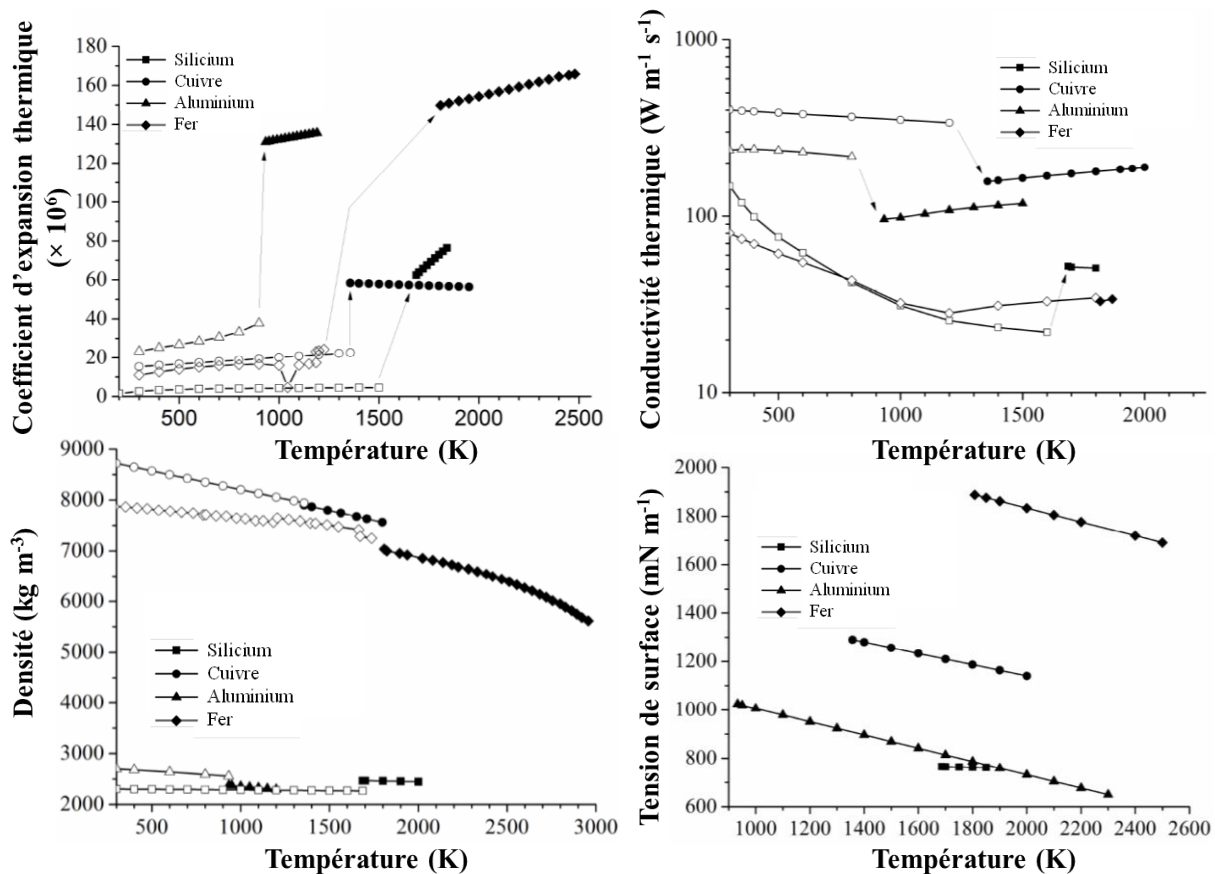 Coefficient d'expansion thermique
(× 10⁶)
180
160
140
120
100
80
60
40
20
0
Silicium
Cuivre
Aluminium
Fer
500
1000
1500
2000
2500
Température (K)
Conductivité thermique (W m⁻¹ s⁻¹)
1000
100
10
Silicium
Cuivre
Aluminium
Fer
500
1000
1500
2000
Température (K)
Densité (kg m⁻³)
9000
8000
7000
6000
5000
4000
3000
2000
Silicium
Cuivre
Aluminium
Fer
500
1000
1500
2000
2500
3000
Température (K)
Tension de surface (mN m⁻¹)
2000
1800
1600
1400
1200
1000
800
600
Silicium
Cuivre
Aluminium
Fer
1000
1200
1400
1600
1800
2000
2200
2400
2600
Température (K)